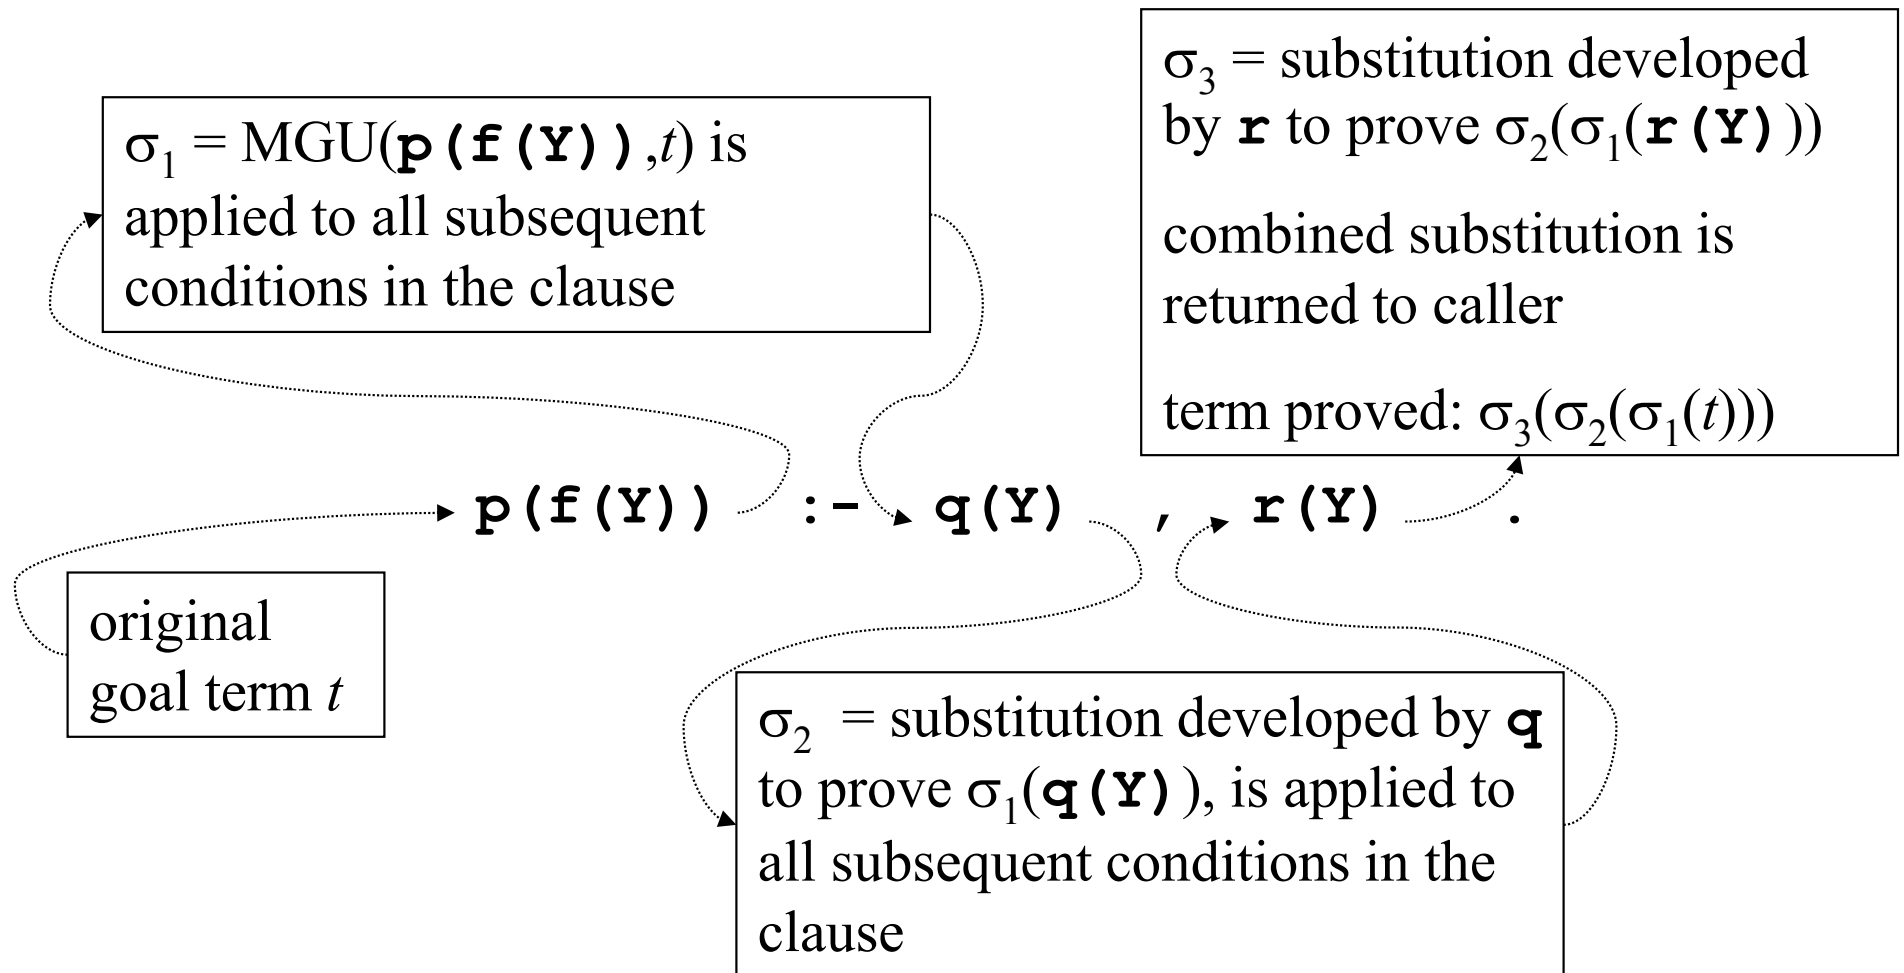 σ₁ = MGU(p(f(Y)),t) is
applied to all subsequent
conditions in the clause
σ₃ = substitution developed
by r to prove σ₂(σ₁(r(Y)))
combined substitution is
returned to caller
term proved: σ₃(σ₂(σ₁(t)))
p(f(Y)) :- q(Y) , r(Y) .
original
goal term t
σ₂ = substitution developed by q
to prove σ₁(q(Y)), is applied to
all subsequent conditions in the
clause